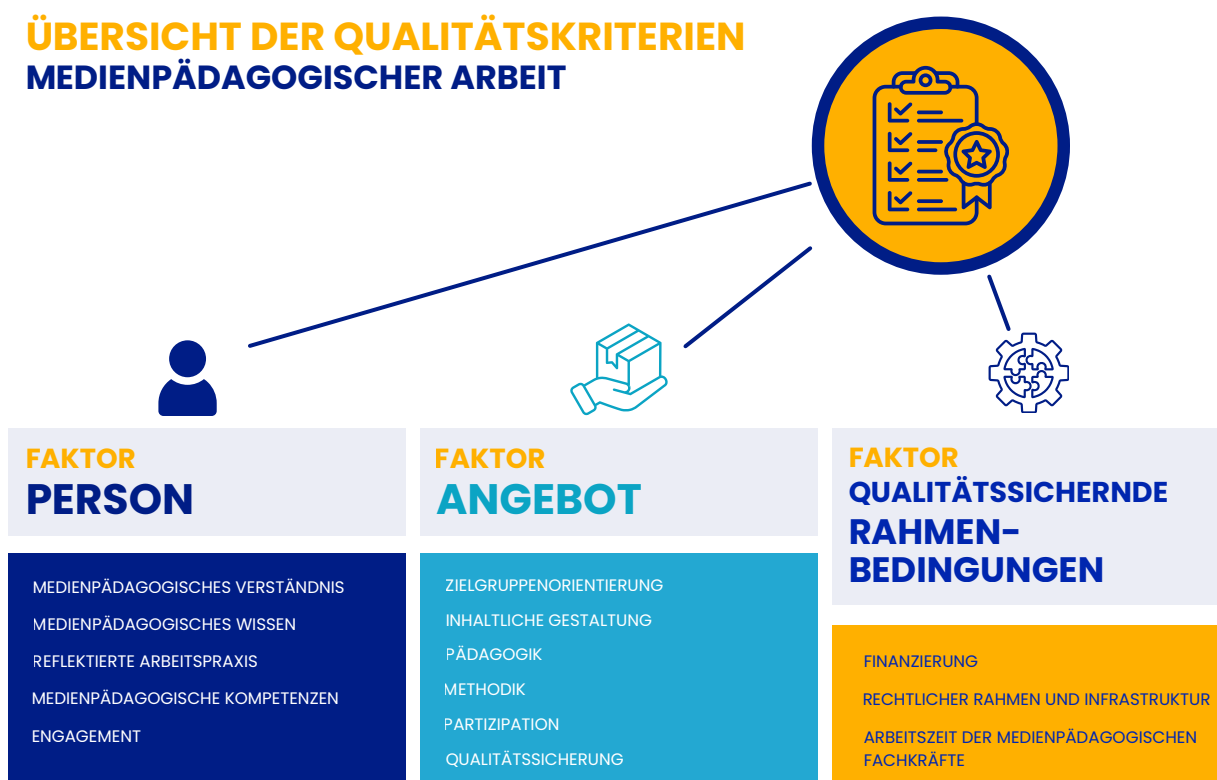 ÜBERSICHT DER QUALITÄTSKRITERIEN
MEDIENPÄDAGOGISCHER ARBEIT
FAKTOR
PERSON
MEDIENPÄDAGOGISCHES VERSTÄNDNIS
MEDIENPÄDAGOGISCHES WISSEN
REFLEKTIERTE ARBEITSPRAXIS
MEDIENPÄDAGOGISCHE KOMPETENZEN
ENGAGEMENT
FAKTOR
ANGEBOT
ZIELGRUPPENORIENTIERUNG
INHALTLICHE GESTALTUNG
PÄDAGOGIK
METHODIK
PARTIZIPATION
QUALITÄTSSICHERUNG
FAKTOR
QUALITÄTSSICHERNDE
RAHMEN-
BEDINGUNGEN
FINANZIERUNG
RECHTLICHER RAHMEN UND INFRASTRUKTUR
ARBEITSZEIT DER MEDIENPÄDAGOGISCHEN
FACHKRÄFTE